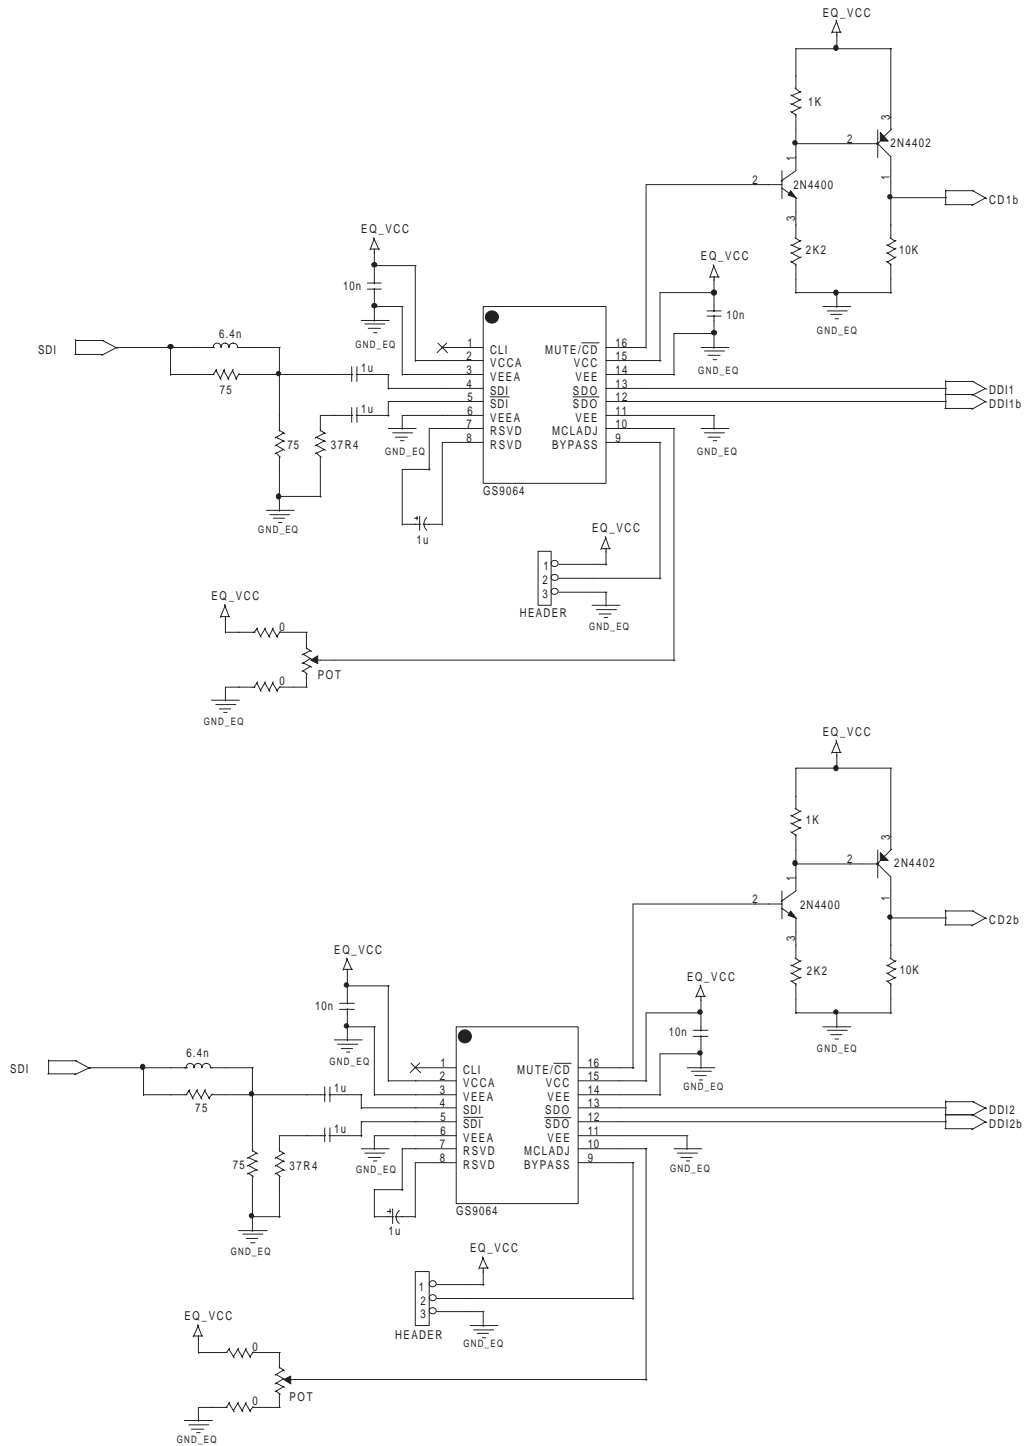 EQ_VCC
1K
3
2
2N4402
1
2
2N4400
1
CD1b
3
2K2
10K
GND_EQ
EQ_VCC
10n
GND_EQ
EQ_VCC
10n
GND_EQ
SDI
6.4n
75
1u
1u
75
37R4
GND_EQ
GND_EQ
1 CLI MUTE/CD 16
2 VCCA VCC 15
3 VEEA VEE 14
4 SDI SDO 13
5 SDI SDO 12
6 VEEA VEE 11
7 RSVD MCLADJ 10
8 RSVD BYPASS 9
GS9064
DDI1
DDI1b
GND_EQ
+
1u
EQ_VCC
1
2
3
HEADER
GND_EQ
EQ_VCC
0
POT
0
GND_EQ
EQ_VCC
1K
3
2
2N4402
1
2
2N4400
1
CD2b
3
2K2
10K
GND_EQ
EQ_VCC
10n
GND_EQ
EQ_VCC
10n
GND_EQ
SDI
6.4n
75
1u
1u
75
37R4
GND_EQ
GND_EQ
1 CLI MUTE/CD 16
2 VCCA VCC 15
3 VEEA VEE 14
4 SDI SDO 13
5 SDI SDO 12
6 VEEA VEE 11
7 RSVD MCLADJ 10
8 RSVD BYPASS 9
GS9064
DDI2
DDI2b
GND_EQ
+
1u
EQ_VCC
1
2
3
HEADER
GND_EQ
EQ_VCC
0
POT
0
GND_EQ